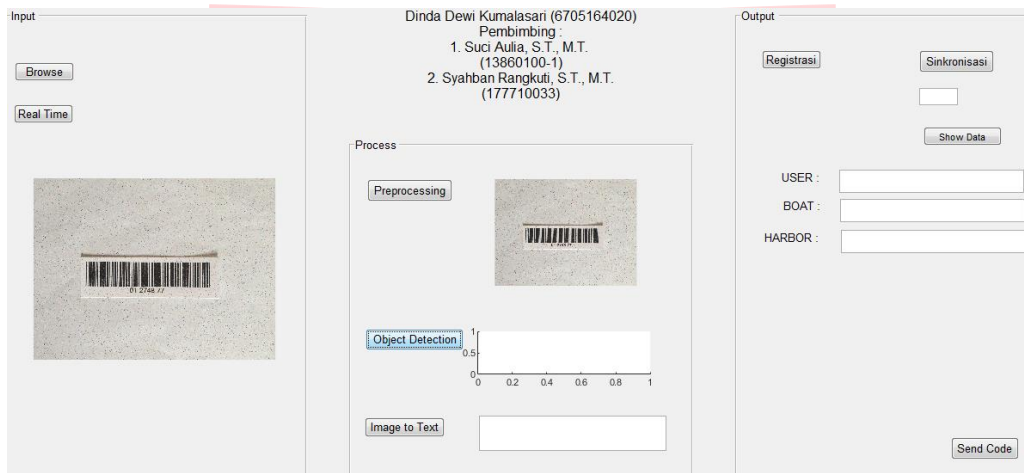 Input
Browse
Real Time
01 2748 77
Dinda Dewi Kumalasari (6705164020)
Pembimbing :
1. Suci Aulia, S.T., M.T.
(13860100-1)
2. Syahban Rangkuti, S.T., M.T.
(177710033)
Process
Preprocessing
Object Detection
1
0.5
0
0 0.2 0.4 0.6 0.8 1
Image to Text
Output
Registrasi
Sinkronisasi
Show Data
USER :
BOAT :
HARBOR :
Send Code